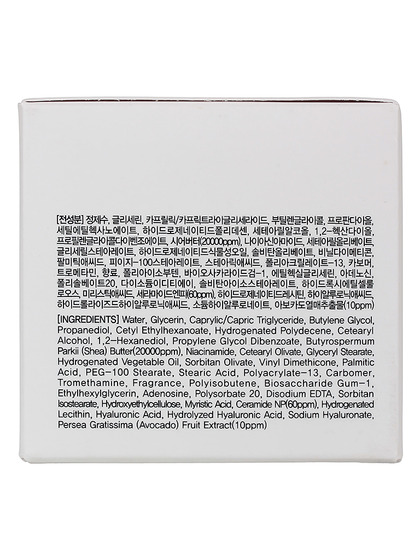 [전성분] 정제수, 글리세린, 카프릴릭/카프릭트라이글리세라이드, 부틸렌글라이콜, 프로판다이올,
세틸에틸헥사노에이트, 하이드로제네이티드폴리데센, 세테아릴알코올, 1,2-헥산다이올,
프로필렌글라이콜다이벤조에이트, 시어버터(20000ppm), 나이아신아마이드, 세테아릴올리베이트,
글리세릴스테아레이트, 하이드로제네이티드식물성오일, 솔비탄올리베이트, 비닐다이메티콘,
팔미틱애씨드, 피이지-100스테아레이트, 스테아릭애씨드, 폴리아크릴레이트-13, 카보머,
트로메타민, 향료, 폴리아이소부텐, 바이오사카라이드검-1, 에틸헥실글리세린, 아데노신,
폴리솔베이트20, 다이소듐이디티에이, 솔비탄아이소스테아레이트, 하이드록시에틸셀룰
로오스, 미리스틱애씨드, 세라마이드엔피(60ppm), 하이드로제네이티드레시틴, 하이알루로닉애씨드,
하이드롤라이즈드하이알루로닉애씨드, 소듐하이알루로네이트, 아보카도열매추출물(10ppm)
[INGREDIENTS] Water, Glycerin, Caprylic/Capric Triglyceride, Butylene Glycol,
Propanediol, Cetyl Ethylhexanoate, Hydrogenated Polydecene, Cetearyl
Alcohol, 1,2-Hexanediol, Propylene Glycol Dibenzoate, Butyrospermum
Parkii (Shea) Butter(20000ppm), Niacinamide, Cetearyl Olivate, Glyceryl Stearate,
Hydrogenated Vegetable Oil, Sorbitan Olivate, Vinyl Dimethicone, Palmitic
Acid, PEG-100 Stearate, Stearic Acid, Polyacrylate-13, Carbomer,
Tromethamine, Fragrance, Polyisobutene, Biosaccharide Gum-1,
Ethylhexylglycerin, Adenosine, Polysorbate 20, Disodium EDTA, Sorbitan
Isostearate, Hydroxyethylcellulose, Myristic Acid, Ceramide NP(60ppm), Hydrogenated
Lecithin, Hyaluronic Acid, Hydrolyzed Hyaluronic Acid, Sodium Hyaluronate,
Persea Gratissima (Avocado) Fruit Extract(10ppm)